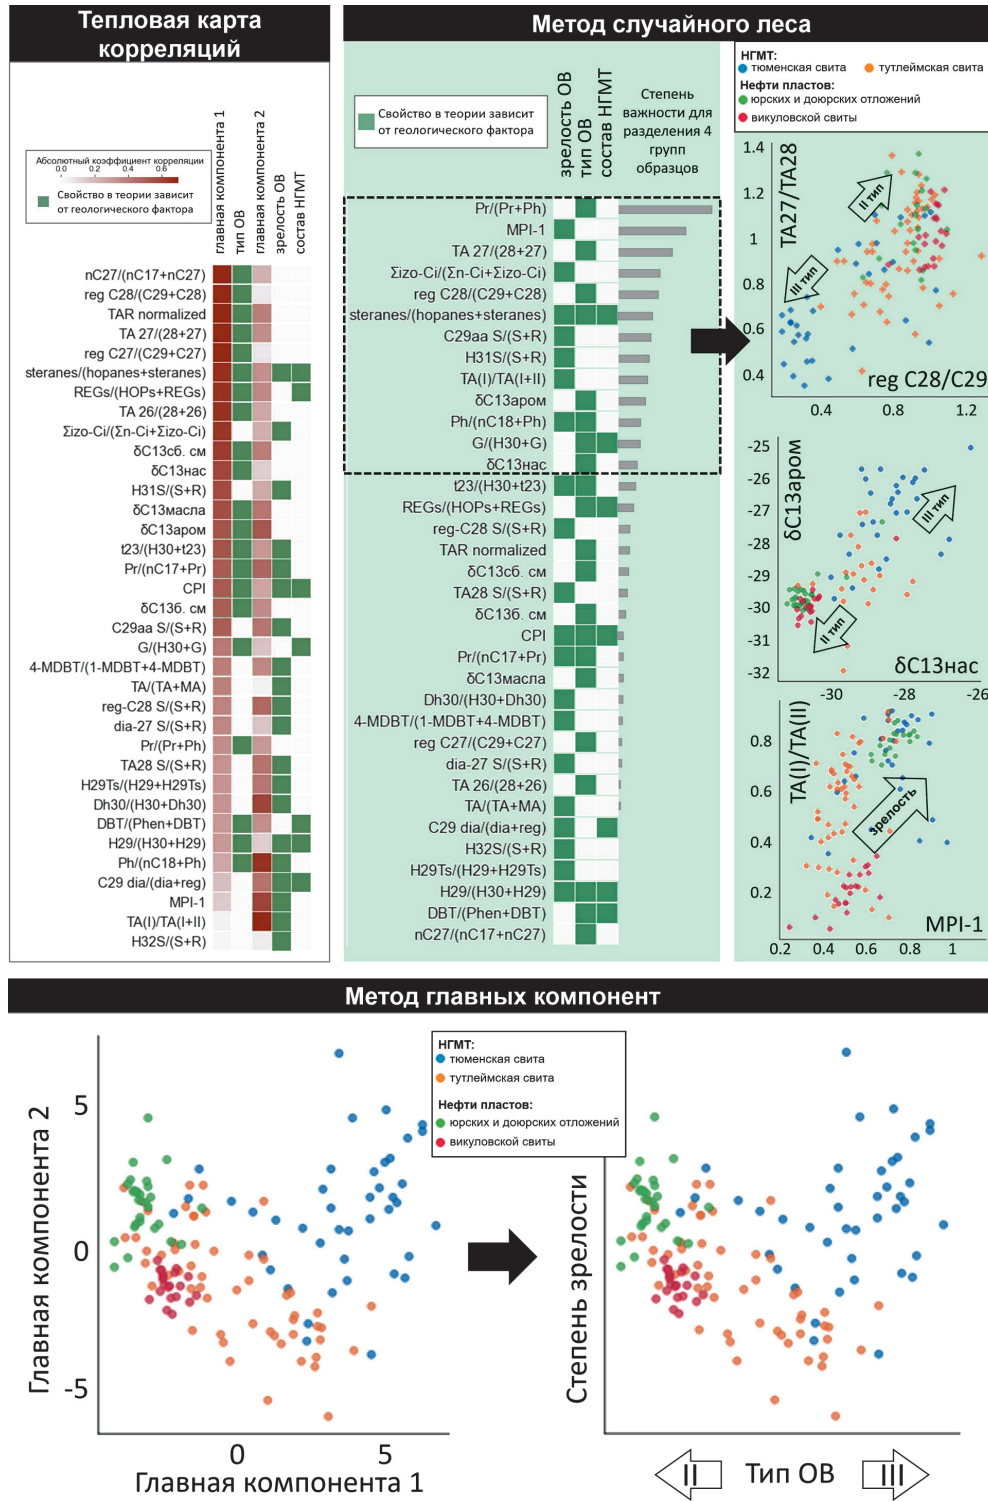 Тепловая карта
корреляций
Абсолютный коэффициент корреляции
0.0 0.2 0.4 0.6
Свойство в теории зависит
от геологического фактора
главная компонента 1
тип ОВ
главная компонента 2
зрелость ОВ
состав НГМТ
nC27/(nC17+nC27)
reg C28/(C29+C28)
TAR normalized
TA 27/(28+27)
reg C27/(C29+C27)
steranes/(hopanes+steranes)
REGs/(HOPs+REGs)
TA 26/(28+26)
Σizo-Ci/(Σn-Ci+Σizo-Ci)
δC13сб. см
δC13нас
H31S/(S+R)
δC13масла
δC13аром
t23/(H30+t23)
Pr/(nC17+Pr)
CPI
δC13б. см
C29aa S/(S+R)
G/(H30+G)
4-MDBT/(1-MDBT+4-MDBT)
TA/(TA+MA)
reg-C28 S/(S+R)
dia-27 S/(S+R)
Pr/(Pr+Ph)
TA28 S/(S+R)
H29Ts/(H29+H29Ts)
Dh30/(H30+Dh30)
DBT/(Phen+DBT)
H29/(H30+H29)
Ph/(nC18+Ph)
C29 dia/(dia+reg)
MPI-1
TA(I)/TA(I+II)
H32S/(S+R)
Метод случайного леса
Свойство в теории зависит
от геологического фактора
зрелость ОВ
тип ОВ
состав НГМТ
Степень
важности для
разделения 4
групп
образцов
Pr/(Pr+Ph)
MPI-1
TA 27/(28+27)
Σizo-Ci/(Σn-Ci+Σizo-Ci)
reg C28/(C29+C28)
steranes/(hopanes+steranes)
C29aa S/(S+R)
H31S/(S+R)
TA(I)/TA(I+II)
δC13аром
Ph/(nC18+Ph)
G/(H30+G)
δC13нас
t23/(H30+t23)
REGs/(HOPs+REGs)
reg-C28 S/(S+R)
TAR normalized
δC13сб. см
TA28 S/(S+R)
δC13б. см
CPI
Pr/(nC17+Pr)
δC13масла
Dh30/(H30+Dh30)
4-MDBT/(1-MDBT+4-MDBT)
reg C27/(C29+C27)
dia-27 S/(S+R)
TA 26/(28+26)
TA/(TA+MA)
C29 dia/(dia+reg)
H32S/(S+R)
H29Ts/(H29+H29Ts)
H29/(H30+H29)
DBT/(Phen+DBT)
nC27/(nC17+nC27)
НГМТ:
тюменская свита тутлеймская свита
Нефти пластов:
юрских и доюрских отложений
викуловской свиты
1.4
1.2
1
0.8
0.6
0.4
TA27/TA28
II тип
III тип
reg C28/C29
0.4 0.8 1.2
-25
-26
-27
-28
-29
-30
-31
-32
δC13аром
III тип
II тип
δC13нас
-30 -28 -26
0.8
0.6
0.4
0.2
TA(I)/TA(II)
зрелость
MPI-1
0.2 0.4 0.6 0.8 1
Метод главных компонент
Главная компонента 2
5
0
-5
0 5
Главная компонента 1
НГМТ:
тюменская свита
тутлеймская свита
Нефти пластов:
юрских и доюрских отложений
викуловской свиты
Степень зрелости
II Тип ОВ III